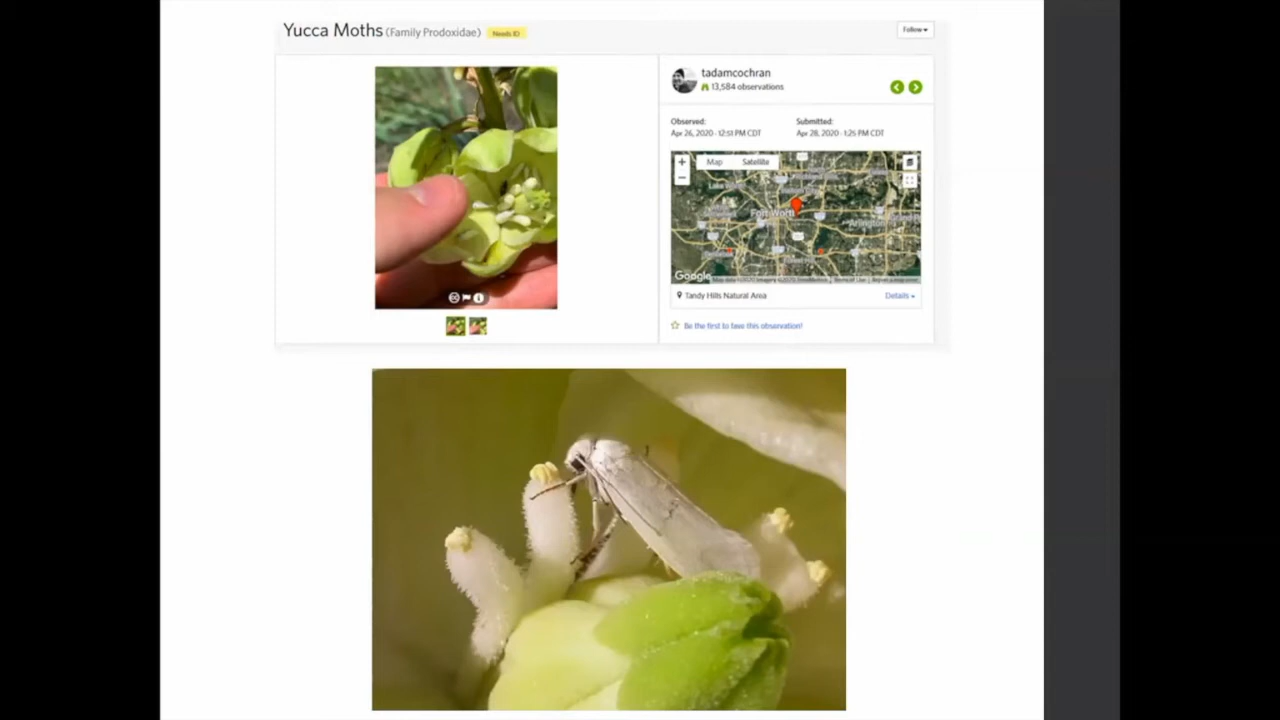 Yucca Moths (Family Prodoxidae) Needs ID
Follow
tadamcochran
13,584 observations
Observed:
Apr 26, 2020 · 12:51 PM CDT
Submitted:
Apr 28, 2020 · 1:25 PM CDT
+
−
Map Satellite
Fort Worth
Arlington
Google
Tandy Hills Natural Area
Details
Be the first to fave this observation!